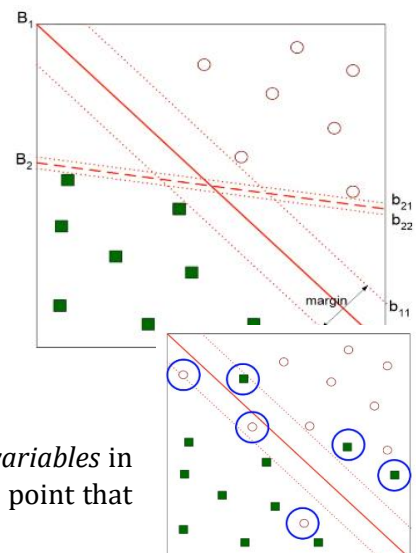 B1
B2
b21
b22
margin
b11
variables in
point that